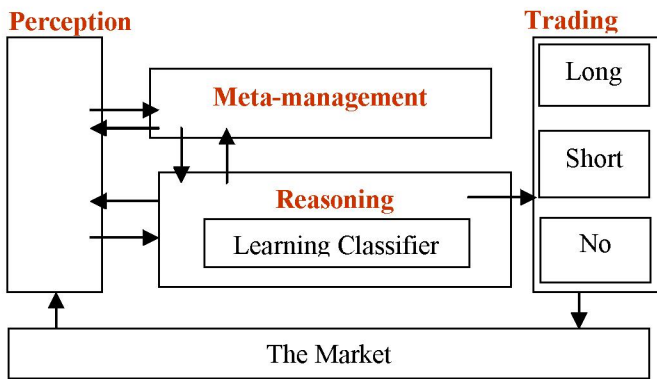 Perception
Trading
Meta-management
Long
Short
Reasoning
Learning Classifier
No
The Market